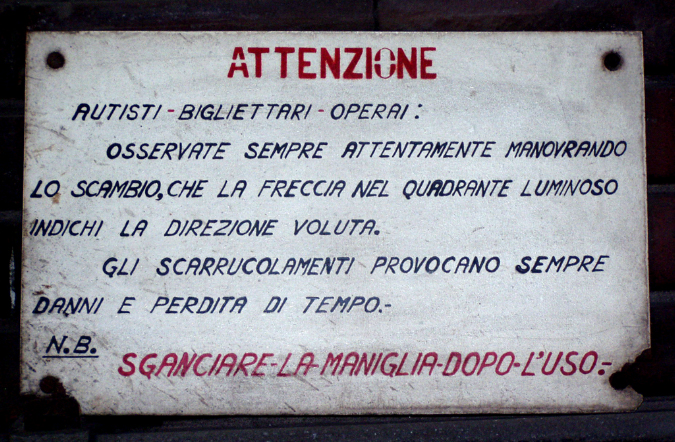 ATTENZIONE
AUTISTI - BIGLIETTARI - OPERAI:
OSSERVATE SEMPRE ATTENTAMENTE MANOVRANDO
LO SCAMBIO, CHE LA FRECCIA NEL QUADRANTE LUMINOSO
INDICHI LA DIREZIONE VOLUTA.
GLI SCARRUCOLAMENTI PROVOCANO SEMPRE
DANNI E PERDITA DI TEMPO.-
N.B.
SGANCIARE-LA-MANIGLIA-DOPO-L'USO.-